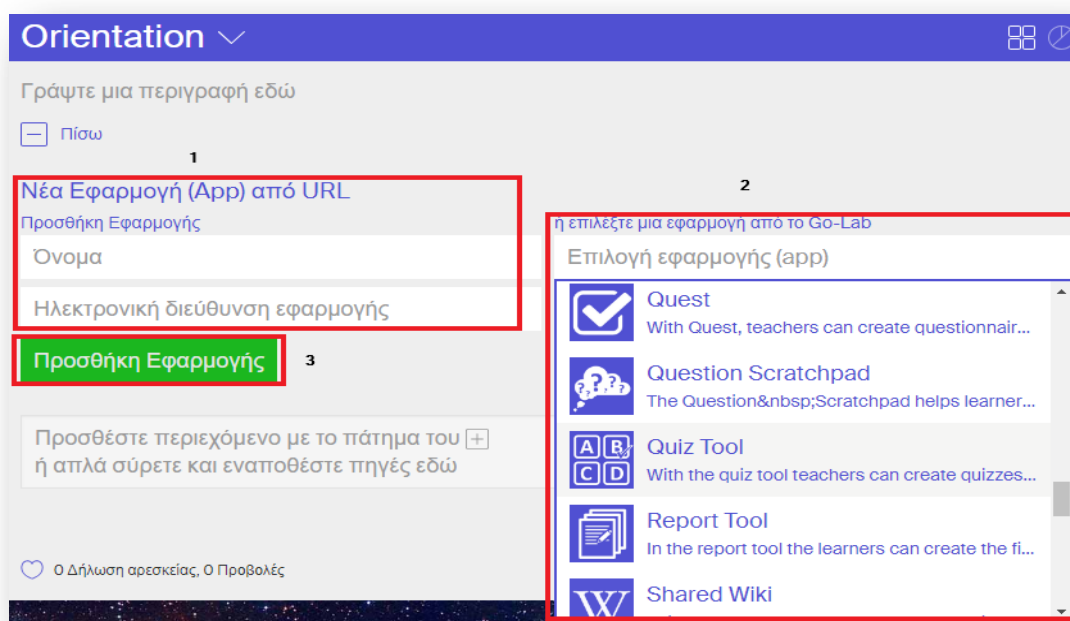 Orientation
Γράψτε μια περιγραφή εδώ
Πίσω
1
Νέα Εφαρμογή (App) από URL
Προσθήκη Εφαρμογής
Όνομα
Ηλεκτρονική διεύθυνση εφαρμογής
Προσθήκη Εφαρμογής
3
Προσθέστε περιεχόμενο με το πάτημα του +
ή απλά σύρετε και εναποθέστε πηγές εδώ
0 Δήλωση αρεσκείας, 0 Προβολές
2
ή επιλέξτε μια εφαρμογή από το Go-Lab
Επιλογή εφαρμογής (app)
Quest
With Quest, teachers can create questionnair...
Question Scratchpad
The Question&nbsp;Scratchpad helps learner...
A B
C D
Quiz Tool
With the quiz tool teachers can create quizzes...
Report Tool
In the report tool the learners can create the fi...
W
Shared Wiki